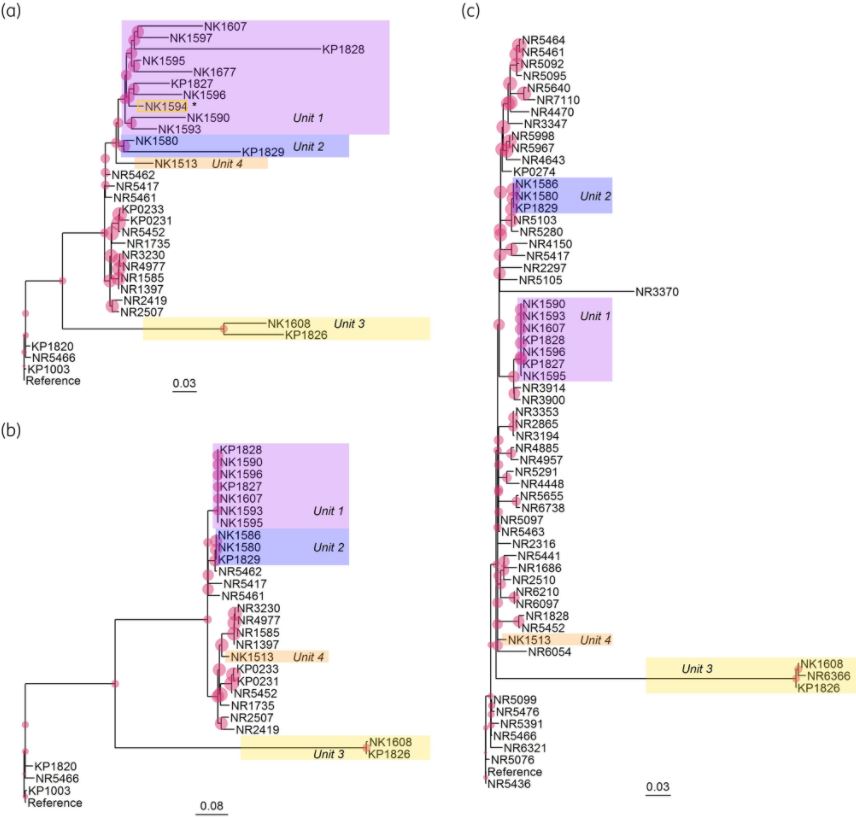 (a)
NK1607
NK1597
KP1828
NK1595
NK1677
KP1827
NK1596
NK1594 *
NK1590
NK1593
Unit 1
NK1580
KP1829
Unit 2
NK1513 Unit 4
NR5462
NR5417
NR5461
KP0233
KP0231
NR5452
NR1735
NR3230
NR4977
NR1585
NR1397
NR2419
NR2507
NK1608 Unit 3
KP1826
KP1820
NR5466
KP1003
Reference
0.03
(b)
KP1828
NK1590
NK1596
KP1827
NK1607
NK1593 Unit 1
NK1595
NK1586
NK1580 Unit 2
KP1829
NR5462
NR5417
NR5461
NR3230
NR4977
NR1585
NR1397
NK1513 Unit 4
KP0233
KP0231
NR5452
NR1735
NR2507
NR2419
NK1608
Unit 3 KP1826
KP1820
NR5466
KP1003
Reference
0.08
(c)
NR5464
NR5461
NR5092
NR5095
NR5640
NR7110
NR4470
NR3347
NR5998
NR5967
NR4643
KP0274
NK1586
NK1580 Unit 2
KP1829
NR5103
NR5280
NR4150
NR5417
NR2297
NR5105
NR3370
NK1590
NK1593 Unit 1
NK1607
KP1828
NK1596
KP1827
NK1595
NR3914
NR3900
NR3353
NR2865
NR3194
NR4885
NR4957
NR5291
NR4448
NR5655
NR6738
NR5097
NR5463
NR2316
NR5441
NR1686
NR2510
NR6210
NR6097
NR1828
NR5452
NK1513 Unit 4
NR6054
Unit 3 NK1608
NR6366
KP1826
NR5099
NR5476
NR5391
NR5466
NR6321
NR5076
Reference
NR5436
0.03